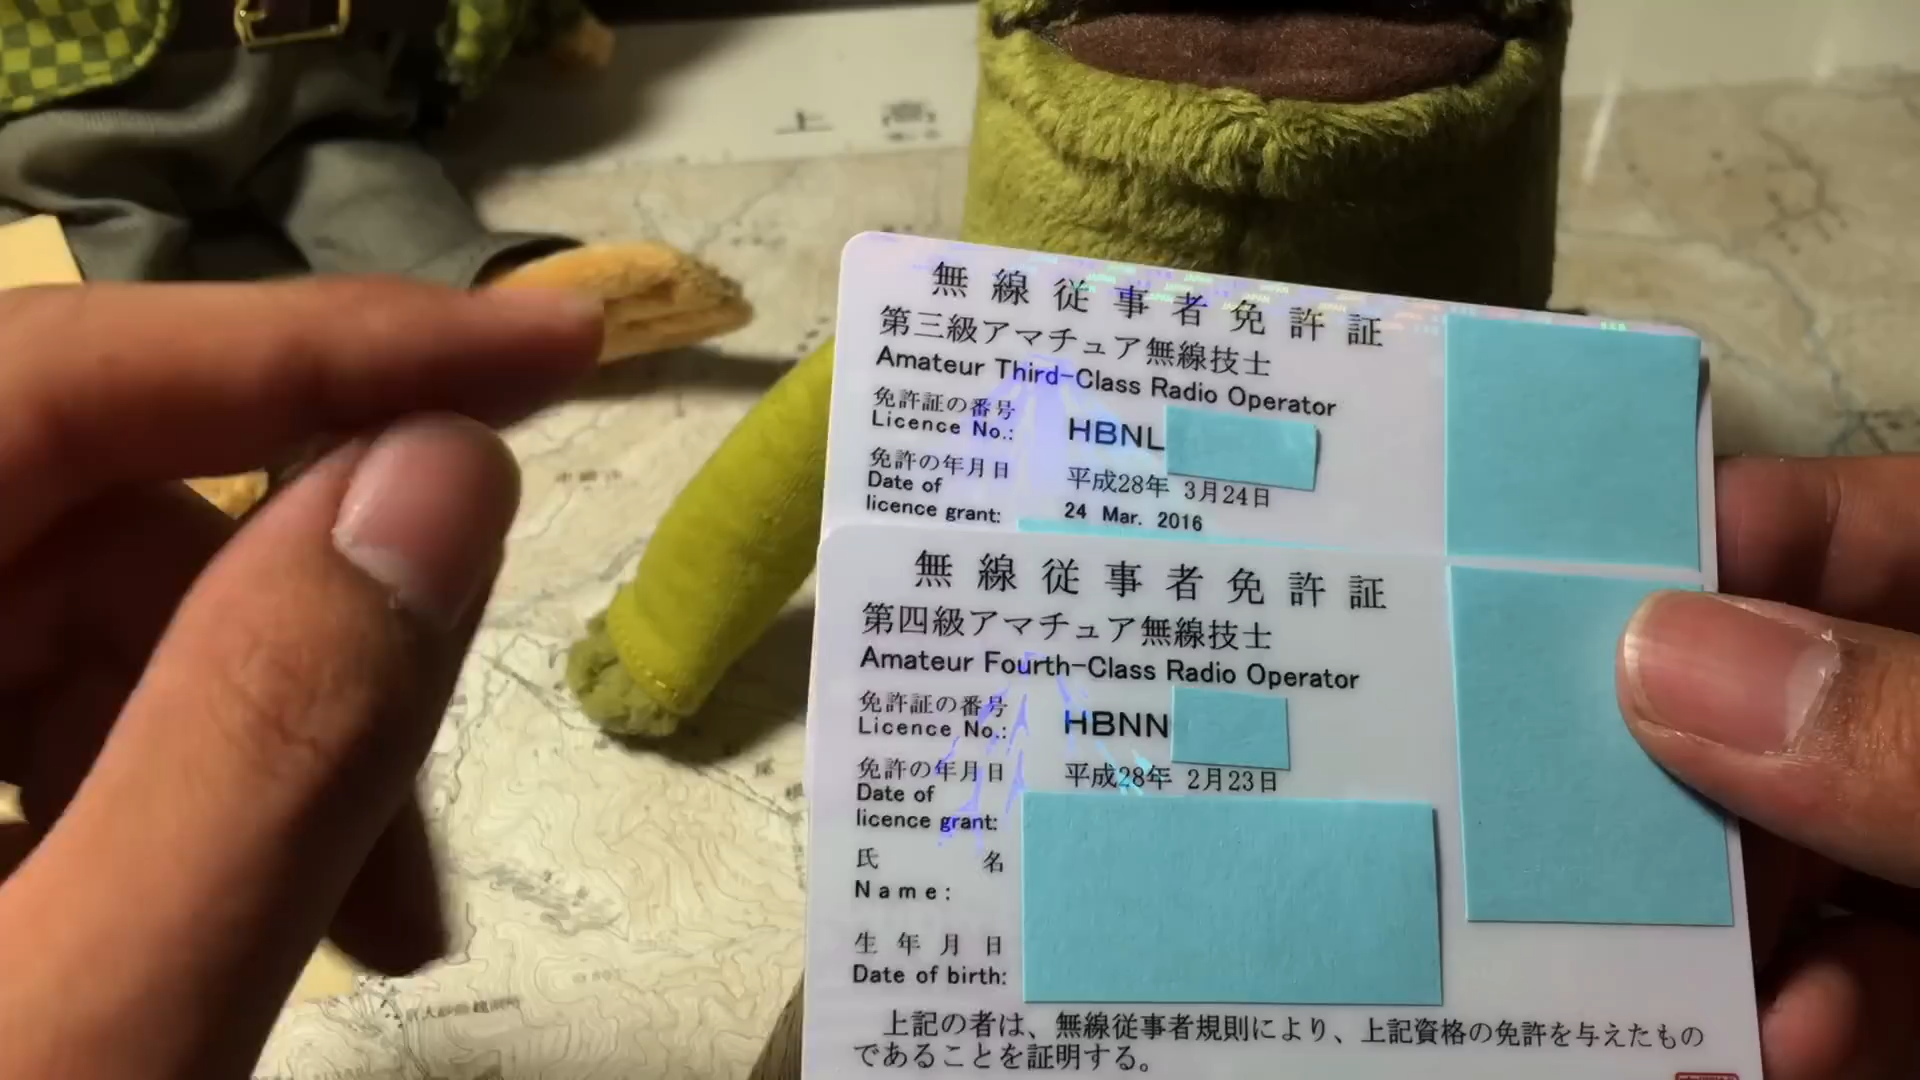 上
無線従事者免許証
第三級アマチュア無線技士
Amateur Third-Class Radio Operator
免許証の番号
Licence No.:
HBNL
免許の年月日
Date of
licence grant:
平成28年 3月24日
24 Mar. 2016
無線従事者免許証
第四級アマチュア無線技士
Amateur Fourth-Class Radio Operator
免許証の番号
Licence No.:
HBNN
免許の年月日
Date of
licence grant:
平成28年 2月23日
氏 名
Name:
生年月日
Date of birth:
上記の者は、無線従事者規則により、上記資格の免許を与えたもの
であることを証明する。